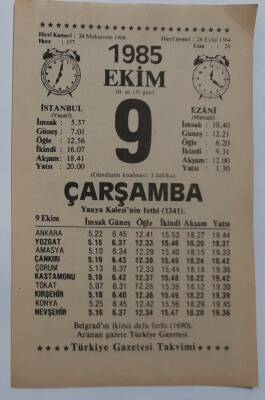 Hicrî Kamerî : 24 Muharrem 1406
Hızır : 157
Hicrî Şemsî : 26 Eylül 1364
Gün : 20
1985
EKİM
10. ay (31 gün)
9
İSTANBUL
(Vasatî)
İmsak : 5.37
Güneş : 7.01
Öğle : 12.56
İkindi : 16.07
Akşam : 18.41
Yatsı : 20.00
EZÂNÎ
(Mahallî)
İmsak : 10.40
Güneş : 12.21
Öğle : 6.20
İkindi : 9.31
Akşam : 12.00
Yatsı : 1.30
(Gündüzün kısalması: 3 dakika)
ÇARŞAMBA
Yanya Kalesi'nin fethi (1341).
9 Ekim İmsak Güneş Öğle İkindi Akşam Yatsı
ANKARA 5.22 6.45 12.41 15.53 18.27 19.44
YOZGAT 5.15 6.37 12.33 15.46 18.20 19.37
AMASYA 5.10 6.34 12.29 15.40 18.15 19.33
ÇANKIRI 5.19 6.43 12.38 15.49 18.24 19.42
ÇORUM 5.13 6.37 12.33 15.44 18.18 19.36
KASTAMONU 5.18 6.42 12.37 15.48 18.22 19.42
TOKAT 5.07 6.31 12.26 15.38 18.12 19.30
KIRŞEHİR 5.18 6.40 12.36 15.49 18.22 19.39
KONYA 5.25 6.45 12.42 15.56 18.29 19.45
NEVŞEHİR 5.16 6.37 12.34 15.47 18.20 19.36
Belgrad'ın ikinci defa fethi (1690).
Aranan gazete Türkiye Gazetesi.
Türkiye Gazetesi Takvimi